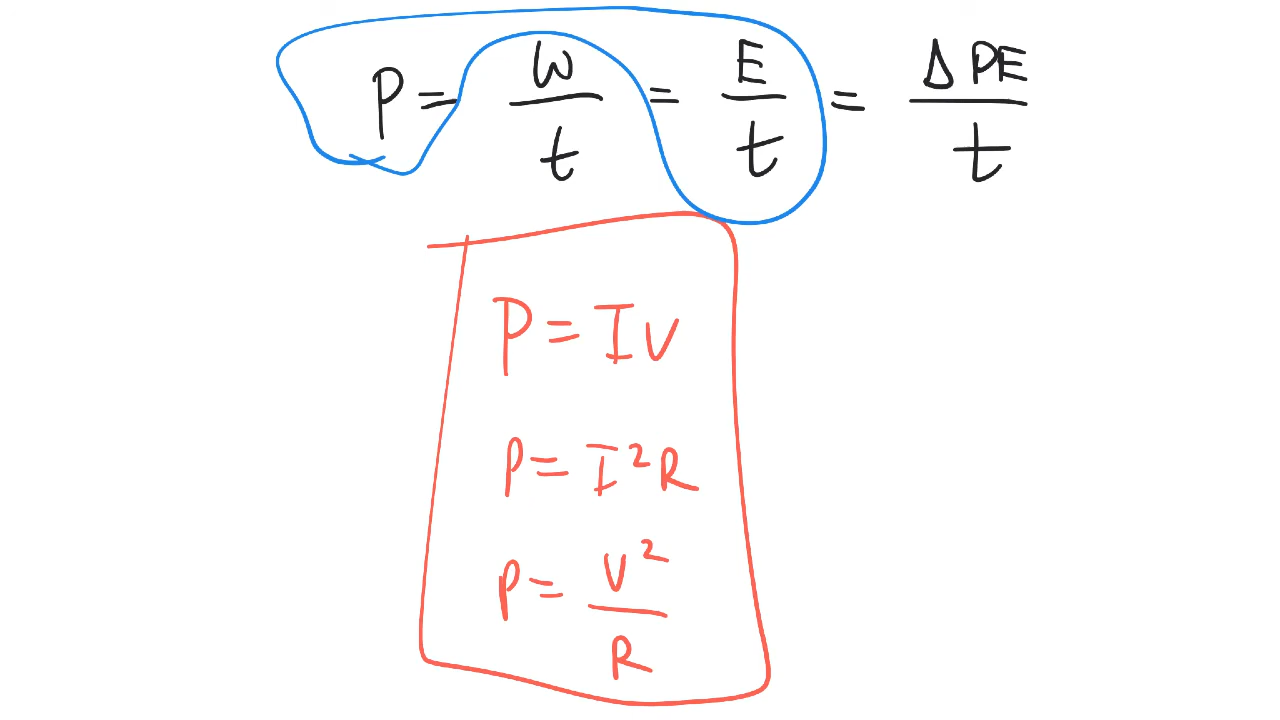 P = W/t = E/t = ΔPE/t
P = IV
P = I²R
P = V²/R